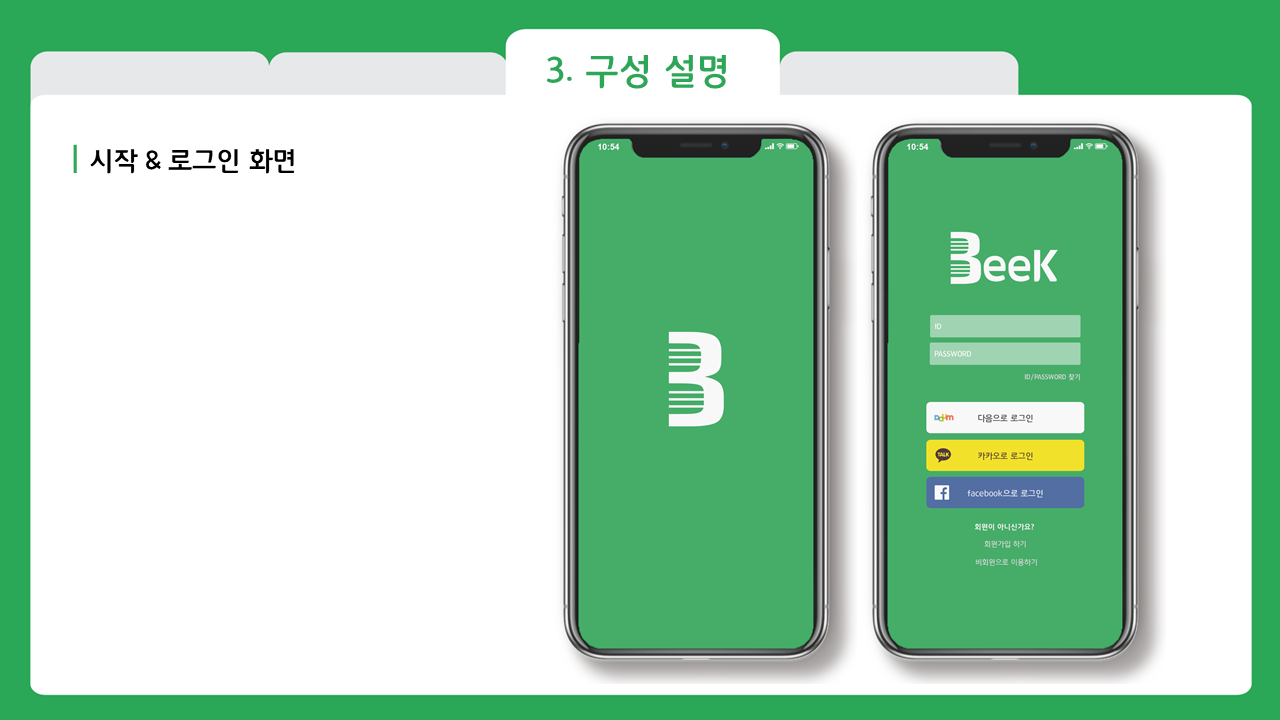 3. 구성 설명
시작 & 로그인 화면
10:54
B
10:54
BeeK
ID
PASSWORD
ID/PASSWORD 찾기
Daum 다음으로 로그인
TALK 카카오로 로그인
f facebook으로 로그인
회원이 아니신가요?
회원가입 하기
비회원으로 이용하기